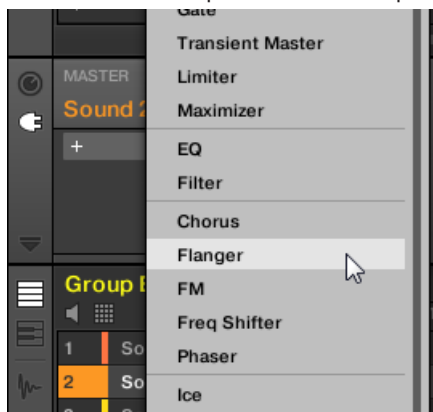 Gate
Transient Master
MASTER
Limiter
Sound 2
Maximizer
+
EQ
Filter
Chorus
Flanger
Group
FM
Freq Shifter
1 So
Phaser
2 So
Ice